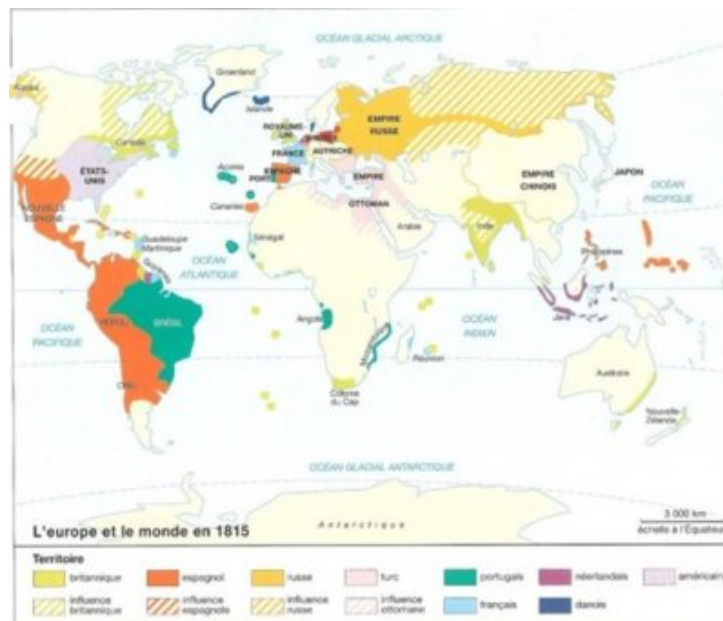 OCÉAN GLACIAL ARCTIQUE
Groenland
Alaska
Islande
Canada
ROYAUME-
UNI
EMPIRE
RUSSE
FRANCE
AUTRICHE
ÉTATS-
UNIS
Açores
PORT.
ESPAGNE
EMPIRE
OTTOMAN
EMPIRE
CHINOIS
JAPON
OCÉAN
PACIFIQUE
NOUVELLE
ESPAGNE
Canaries
Arabie
Inde
Guadeloupe
Martinique
Sénégal
Philippines
Guyanes
OCÉAN
ATLANTIQUE
PÉROU
BRÉSIL
Angola
OCÉAN
INDIEN
Java
OCÉAN
PACIFIQUE
Mozambique
Réunion
Australie
CHILI
Colonie
du Cap
Nouvelle-
Zélande
OCÉAN GLACIAL ANTARCTIQUE
Antarctique
3 000 km
échelle à l'Équateur
L'europe et le monde en 1815
Territoire
britannique
espagnol
russe
turc
portugais
néerlandais
américain
influence
britannique
influence
espagnole
influence
russe
influence
ottomane
français
danois